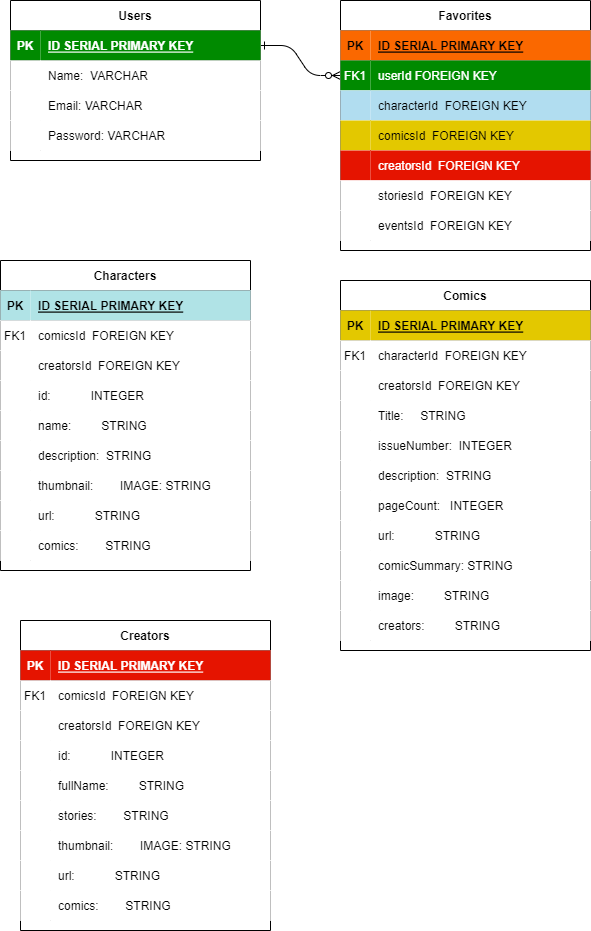 Users
PK ID SERIAL PRIMARY KEY
Name: VARCHAR
Email: VARCHAR
Password: VARCHAR
Favorites
PK ID SERIAL PRIMARY KEY
FK1 userId FOREIGN KEY
characterId FOREIGN KEY
comicsId FOREIGN KEY
creatorsId FOREIGN KEY
storiesId FOREIGN KEY
eventsId FOREIGN KEY
Characters
PK ID SERIAL PRIMARY KEY
FK1 comicsId FOREIGN KEY
creatorsId FOREIGN KEY
id: INTEGER
name: STRING
description: STRING
thumbnail: IMAGE: STRING
url: STRING
comics: STRING
Comics
PK ID SERIAL PRIMARY KEY
FK1 characterId FOREIGN KEY
creatorsId FOREIGN KEY
Title: STRING
issueNumber: INTEGER
description: STRING
pageCount: INTEGER
url: STRING
comicSummary: STRING
image: STRING
creators: STRING
Creators
PK ID SERIAL PRIMARY KEY
FK1 comicsId FOREIGN KEY
creatorsId FOREIGN KEY
id: INTEGER
fullName: STRING
stories: STRING
thumbnail: IMAGE: STRING
url: STRING
comics: STRING